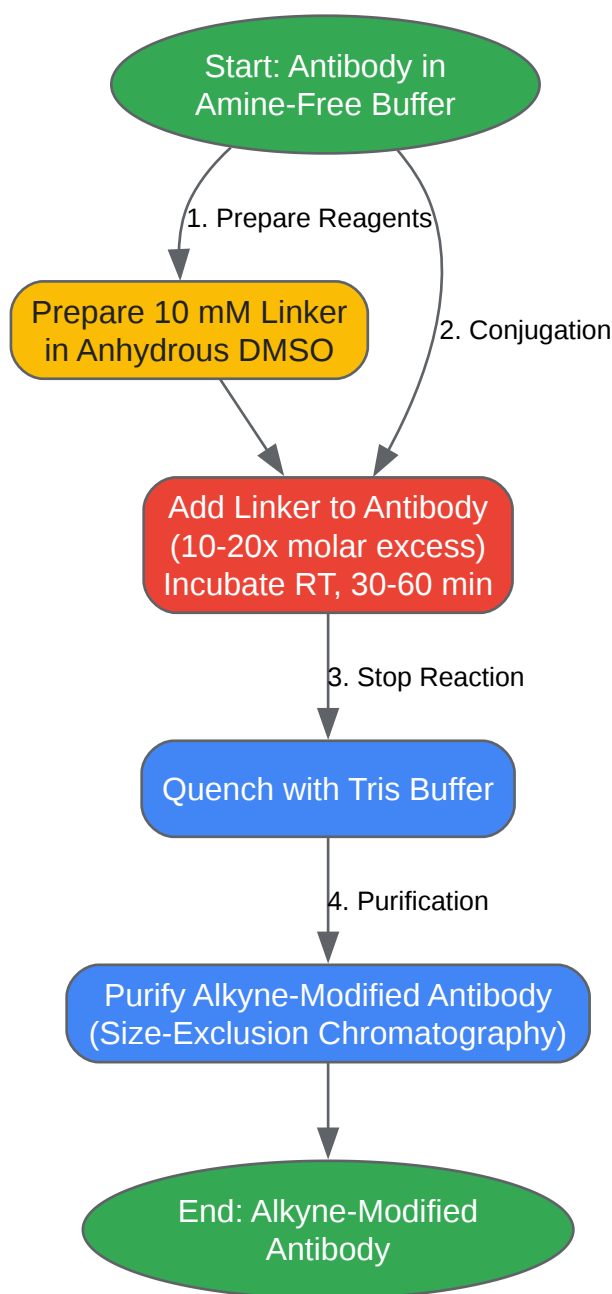 Start: Antibody in
Amine-Free Buffer
1. Prepare Reagents
Prepare 10 mM Linker
in Anhydrous DMSO
2. Conjugation
Add Linker to Antibody
(10-20x molar excess)
Incubate RT, 30-60 min
3. Stop Reaction
Quench with Tris Buffer
4. Purification
Purify Alkyne-Modified Antibody
(Size-Exclusion Chromatography)
End: Alkyne-Modified
Antibody